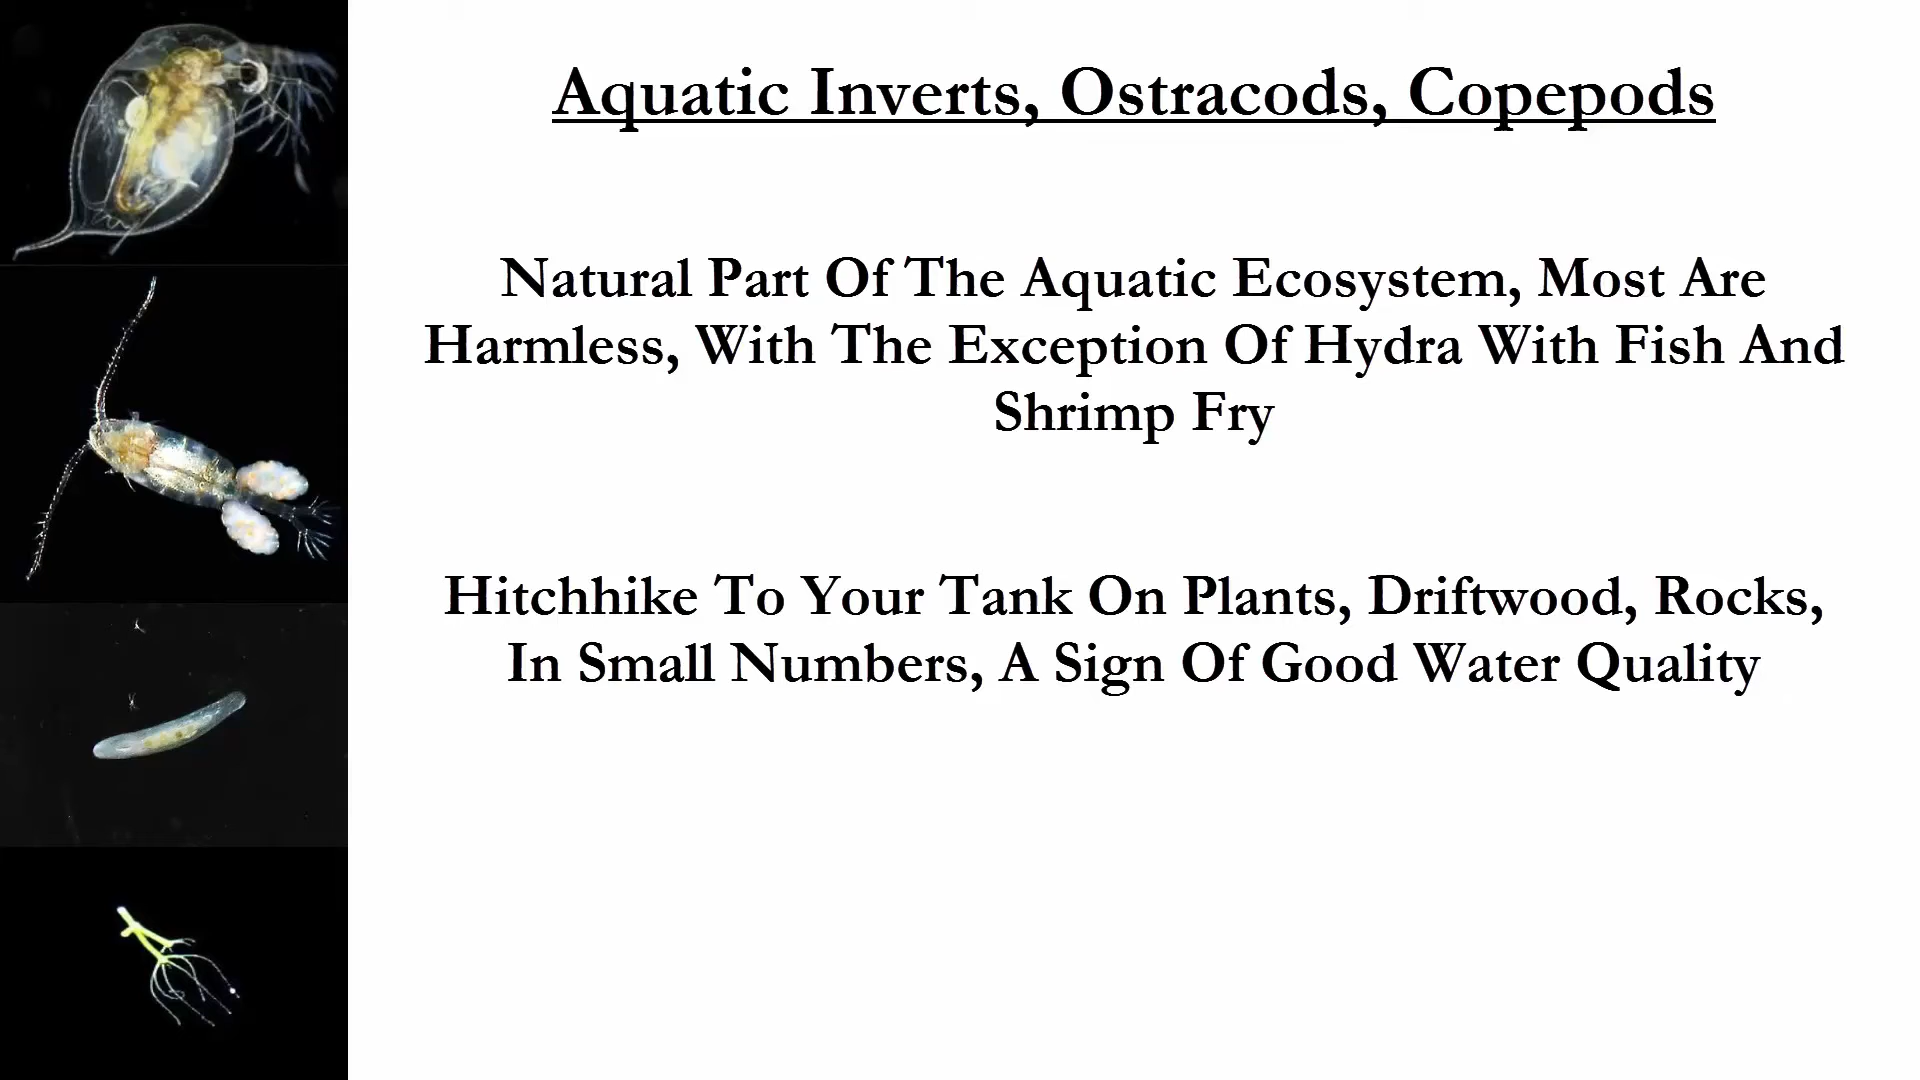 Aquatic Inverts, Ostracods, Copepods
Natural Part Of The Aquatic Ecosystem, Most Are
Harmless, With The Exception Of Hydra With Fish And
Shrimp Fry
Hitchhike To Your Tank On Plants, Driftwood, Rocks,
In Small Numbers, A Sign Of Good Water Quality